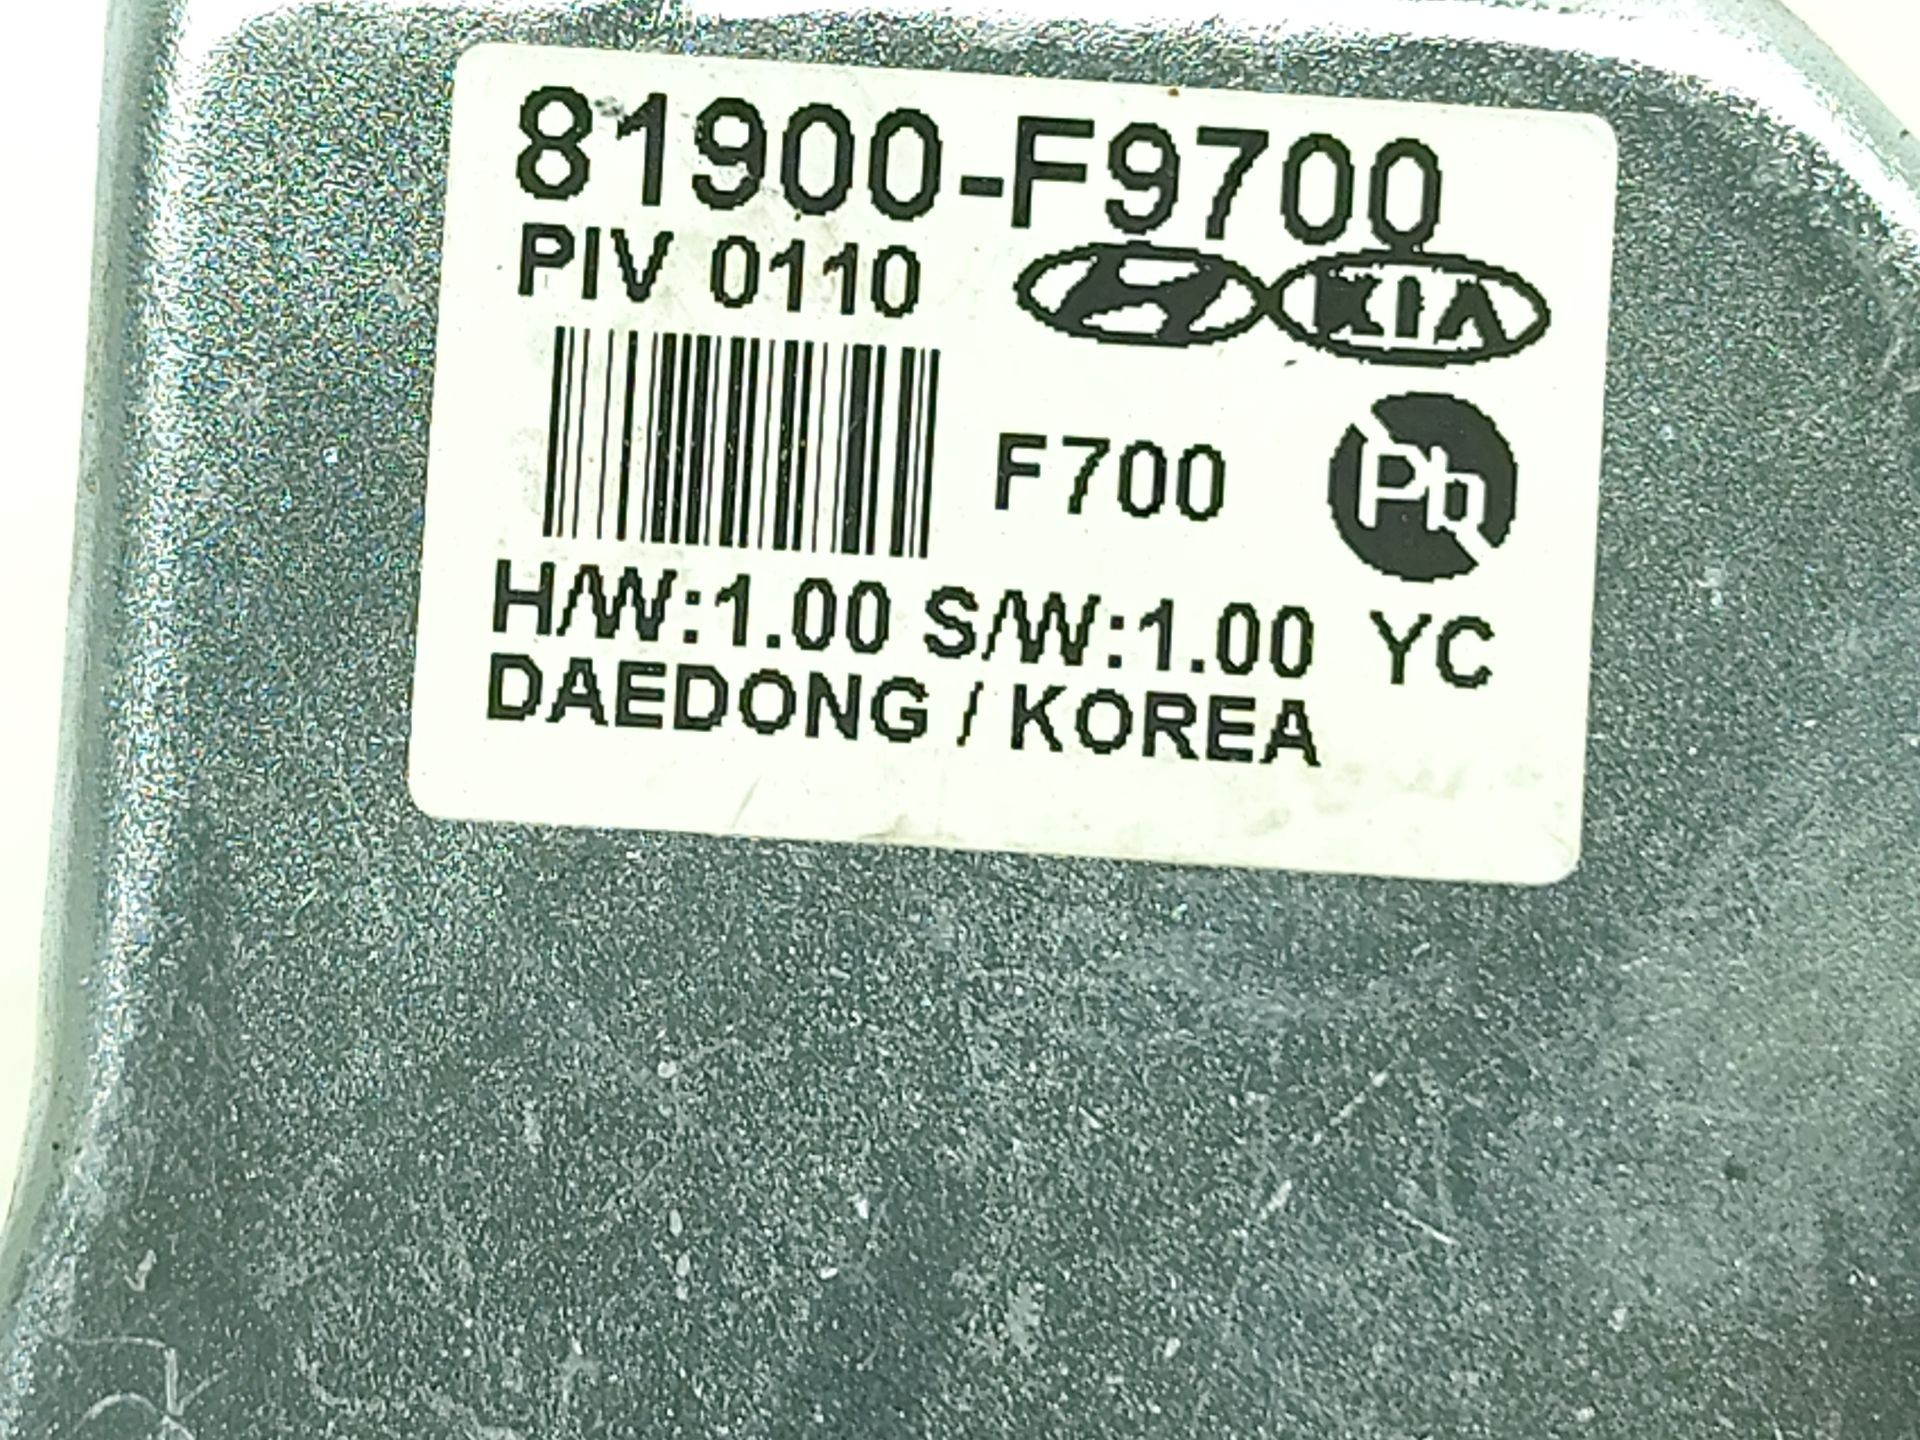 81900-F9700
PIV 0110
KIA
F700
Pb
H/W:1.00 S/W:1.00 YC
DAEDONG / KOREA